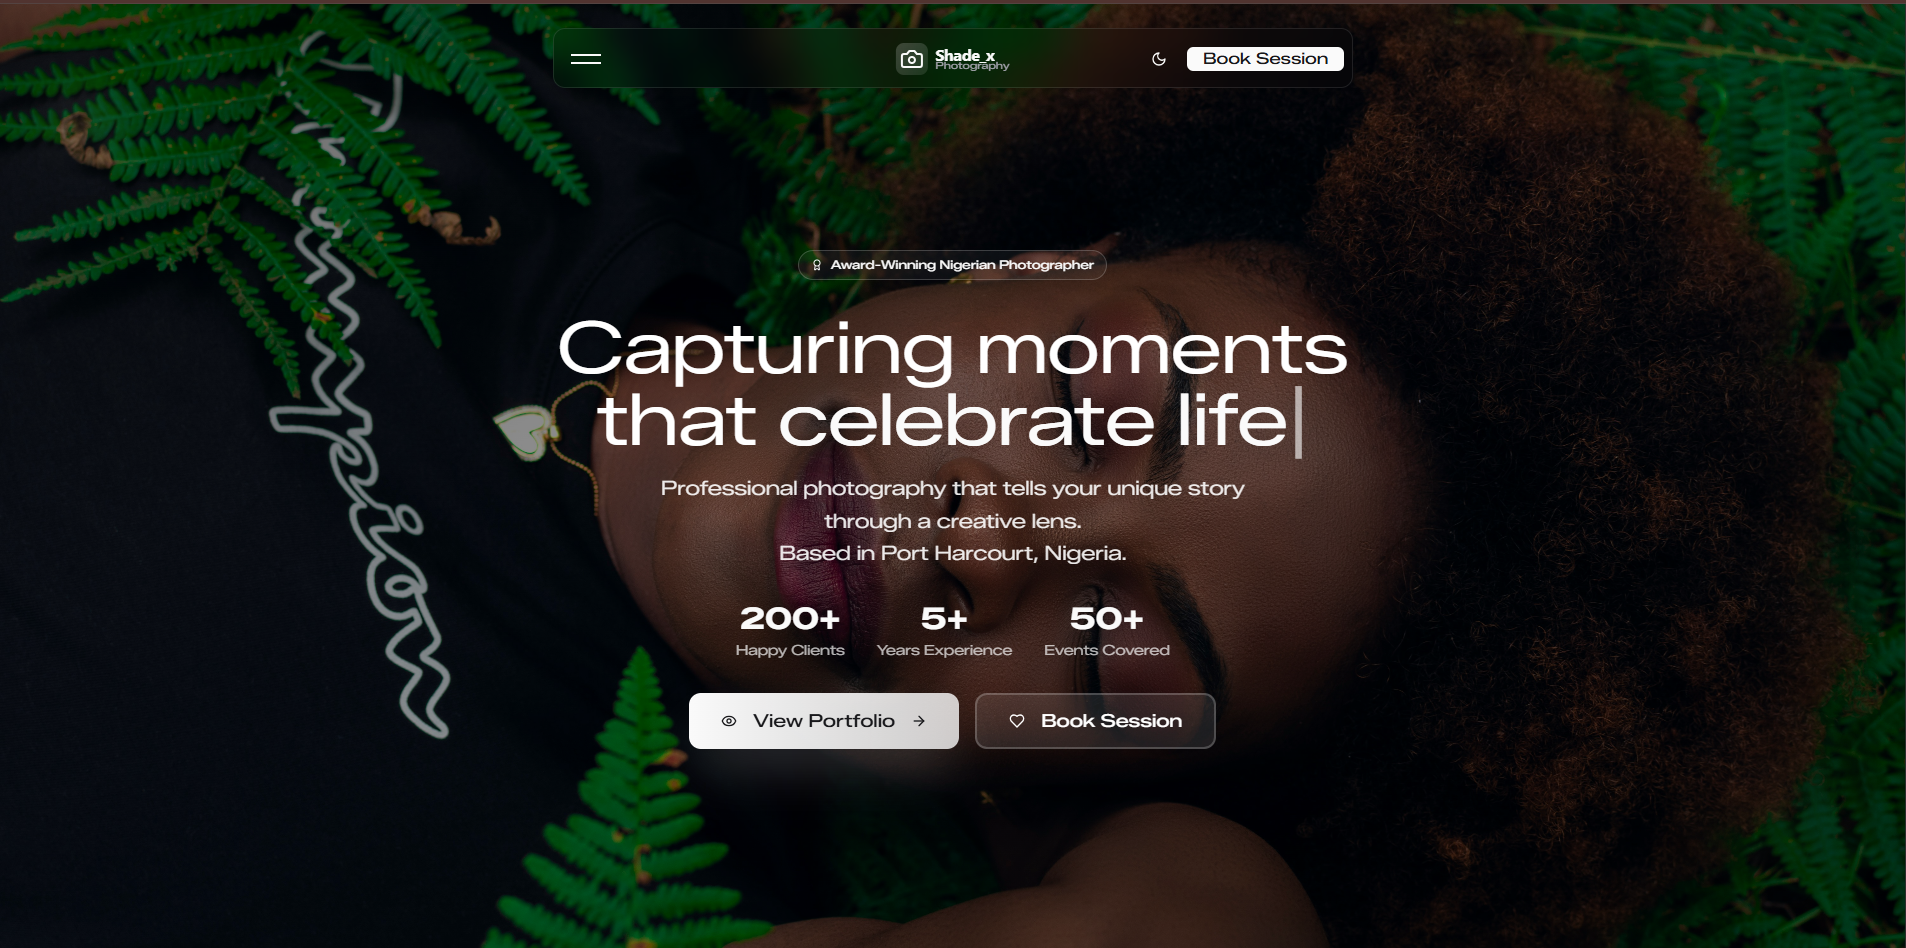 Shade_x
Photography
Book Session
Award-Winning Nigerian Photographer
Capturing moments
that celebrate life
Professional photography that tells your unique story
through a creative lens.
Based in Port Harcourt, Nigeria.
200+ 5+ 50+
Happy Clients Years Experience Events Covered
View Portfolio
Book Session